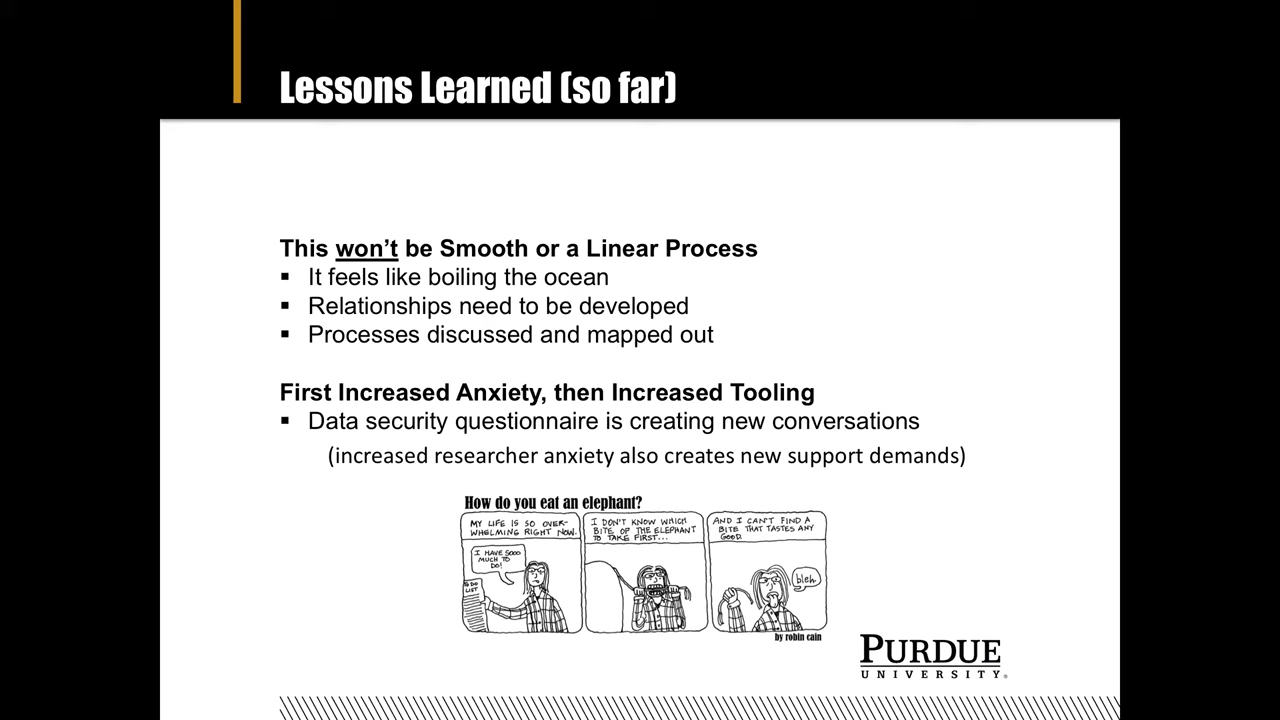 Lessons Learned (so far)
This won't be Smooth or a Linear Process
▪ It feels like boiling the ocean
▪ Relationships need to be developed
▪ Processes discussed and mapped out
First Increased Anxiety, then Increased Tooling
▪ Data security questionnaire is creating new conversations
(increased researcher anxiety also creates new support demands)
How do you eat an elephant?
MY LIFE IS SO OVER-
WHELMING RIGHT NOW.
I HAVE SOOO
MUCH TO
DO!
TO DO
LIST
I DON'T KNOW WHICH
BITE OF THE ELEPHANT
TO TAKE FIRST...
AND I CAN'T FIND A
BITE THAT TASTES ANY
GOOD.
bleh
by robin cain
PURDUE
UNIVERSITY®